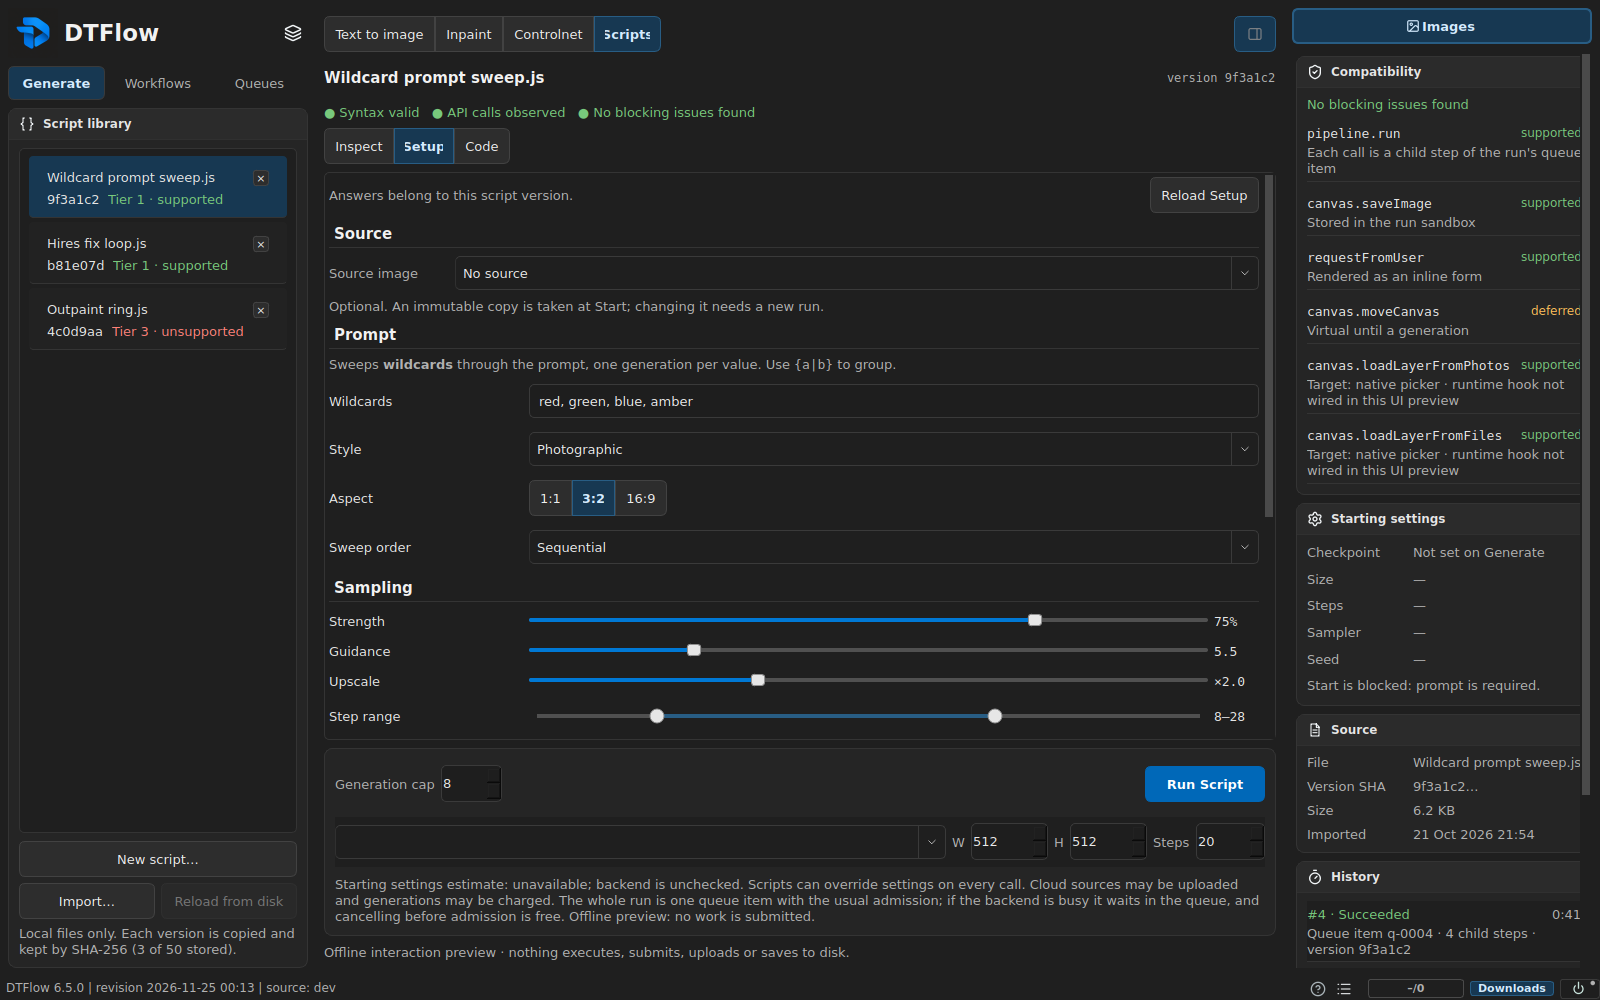 DTFlow
Generate Workflows Queues
Script library
Wildcard prompt sweep.js
9f3a1c2 Tier 1 · supported
Hires fix loop.js
b81e07d Tier 1 · supported
Outpaint ring.js
4c0d9aa Tier 3 · unsupported
New script...
Import... Reload from disk
Local files only. Each version is copied and
kept by SHA-256 (3 of 50 stored).
Text to image Inpaint Controlnet Scripts
Wildcard prompt sweep.js version 9f3a1c2
Syntax valid API calls observed No blocking issues found
Inspect Setup Code
Answers belong to this script version. Reload Setup
Source
Source image No source
Optional. An immutable copy is taken at Start; changing it needs a new run.
Prompt
Sweeps wildcards through the prompt, one generation per value. Use {a|b} to group.
Wildcards red, green, blue, amber
Style Photographic
Aspect 1:1 3:2 16:9
Sweep order Sequential
Sampling
Strength 75%
Guidance 5.5
Upscale ×2.0
Step range 8–28
Generation cap 8 Run Script
W 512 H 512 Steps 20
Starting settings estimate: unavailable; backend is unchecked. Scripts can override settings on every call. Cloud sources may be uploaded
and generations may be charged. The whole run is one queue item with the usual admission; if the backend is busy it waits in the queue, and
cancelling before admission is free. Offline preview: no work is submitted.
Offline interaction preview · nothing executes, submits, uploads or saves to disk.
Images
Compatibility
No blocking issues found
pipeline.run supported
Each call is a child step of the run's queue
item
canvas.saveImage supported
Stored in the run sandbox
requestFromUser supported
Rendered as an inline form
canvas.moveCanvas deferred
Virtual until a generation
canvas.loadLayerFromPhotos supported
Target: native picker · runtime hook not
wired in this UI preview
canvas.loadLayerFromFiles supported
Target: native picker · runtime hook not
wired in this UI preview
Starting settings
Checkpoint Not set on Generate
Size —
Steps —
Sampler —
Seed —
Start is blocked: prompt is required.
Source
File Wildcard prompt sweep.js
Version SHA 9f3a1c2...
Size 6.2 KB
Imported 21 Oct 2026 21:54
History
#4 · Succeeded 0:41
Queue item q-0004 · 4 child steps ·
version 9f3a1c2
DTFlow 6.5.0 | revision 2026-11-25 00:13 | source: dev
–/0 Downloads